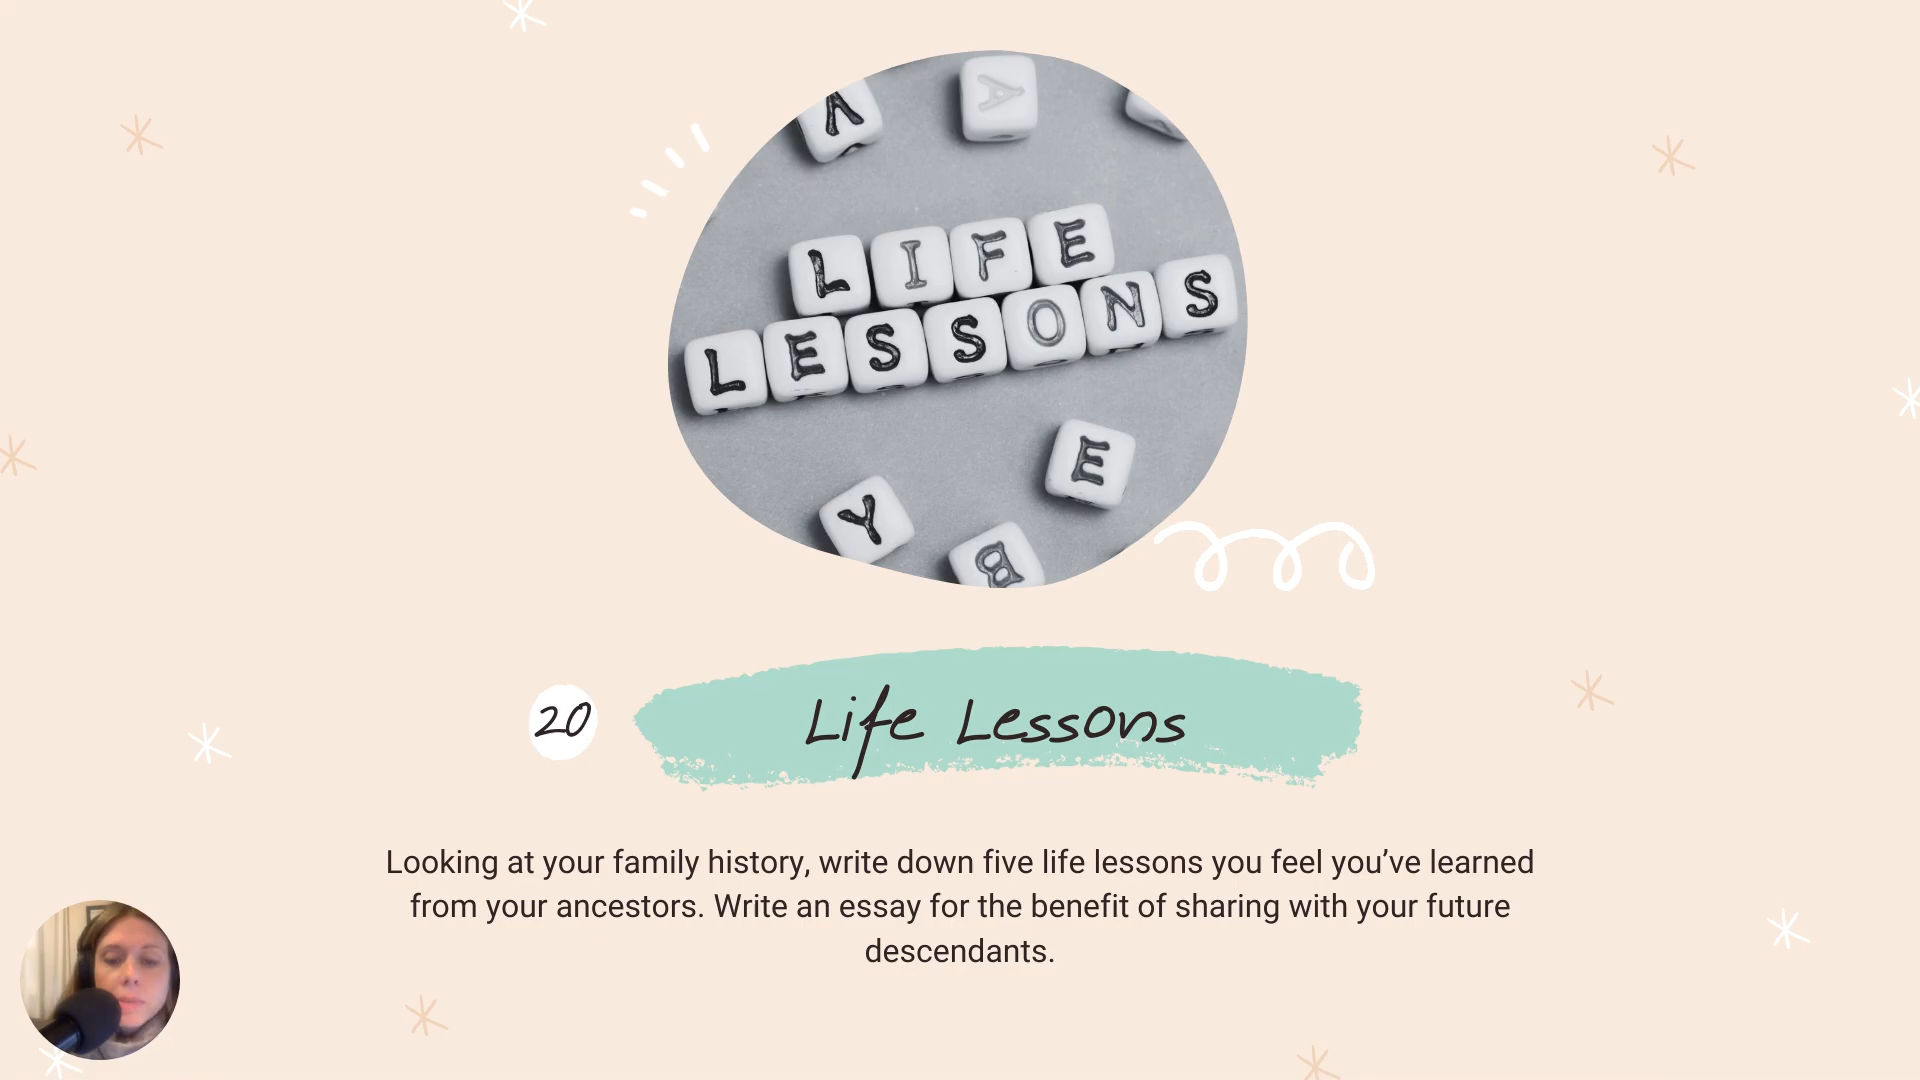 A
A
LIFE
LESSONS
E
Y
B
20
Life Lessons
Looking at your family history, write down five life lessons you feel you’ve learned
from your ancestors. Write an essay for the benefit of sharing with your future
descendants.